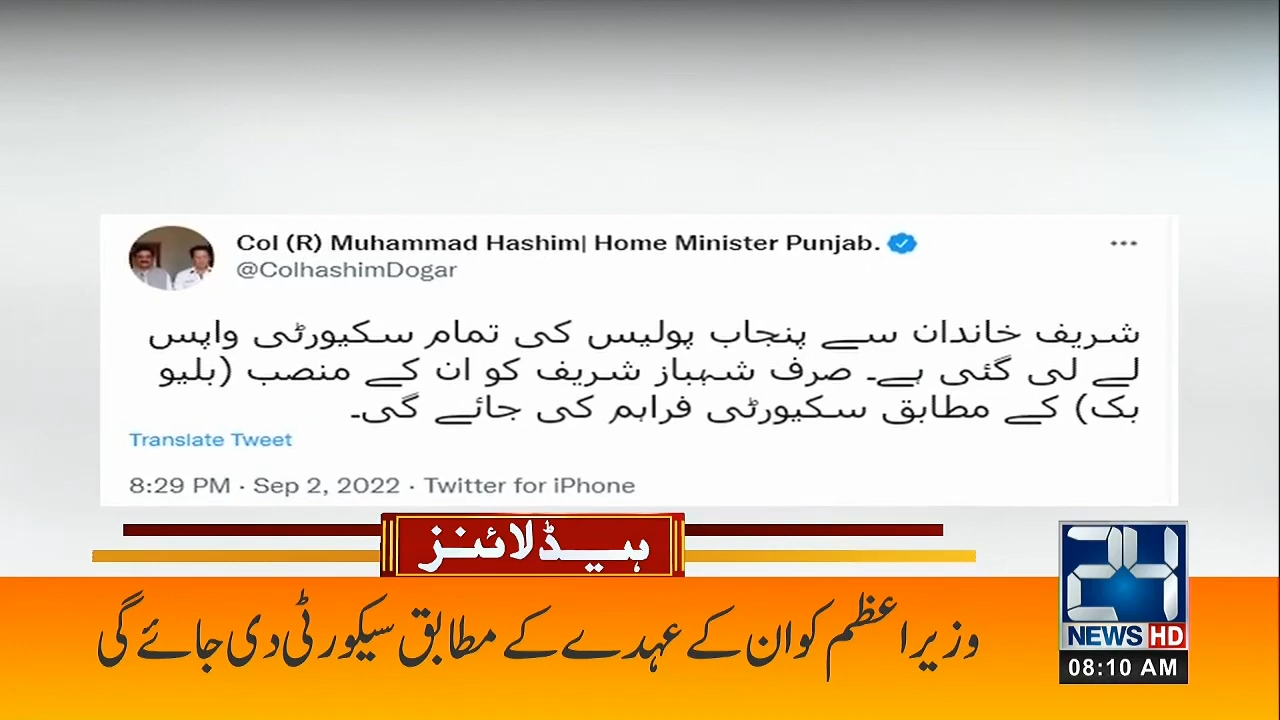 Col (R) Muhammad Hashim| Home Minister Punjab.
@ColhashimDogar
شریف خاندان سے پنجاب پولیس کی تمام سکیورٹی واپس
لے لی گئی ہے۔ صرف شہباز شریف کو ان کے منصب (بلیو
بک) کے مطابق سکیورٹی فراہم کی جائے گی۔
Translate Tweet
8:29 PM · Sep 2, 2022 · Twitter for iPhone
ہیڈلائنز
وزیراعظم کو ان کے عہدے کے مطابق سیکورٹی دی جائے گی
24
NEWS HD
08:10 AM